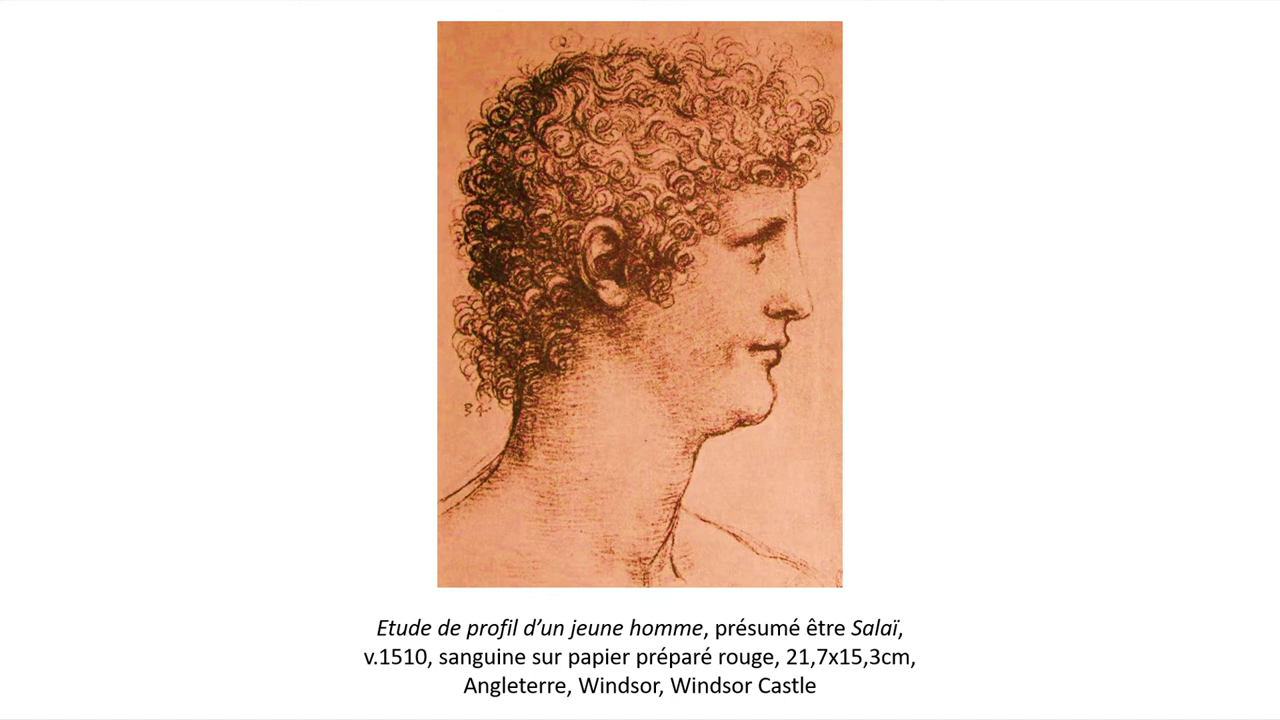 Etude de profil d’un jeune homme, présumé être Salaï,
v.1510, sanguine sur papier préparé rouge, 21,7x15,3cm,
Angleterre, Windsor, Windsor Castle